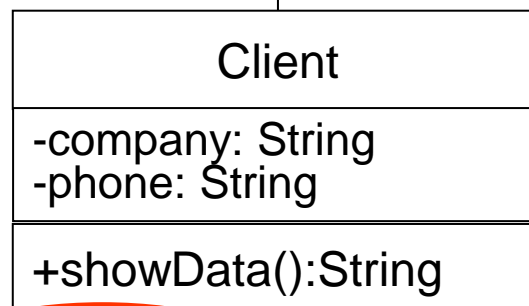 Client
-company: String
-phone: String
+showData():String